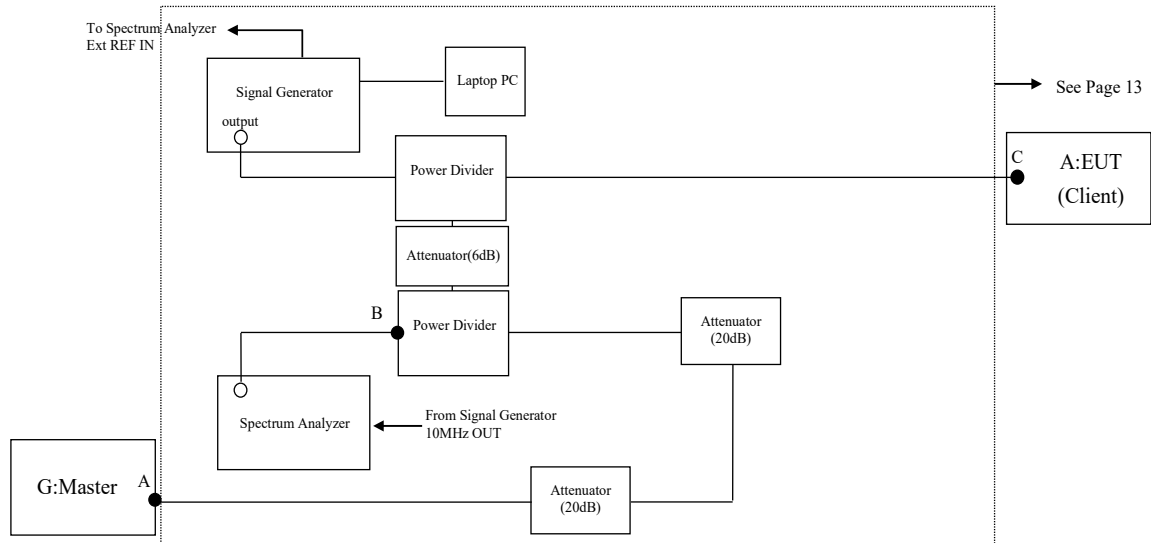 To Spectrum Analyzer
Ext REF IN
Signal Generator
output
Laptop PC
See Page 13
Power Divider
C
A:EUT
(Client)
Attenuator(6dB)
B
Power Divider
Attenuator
(20dB)
Spectrum Analyzer
From Signal Generator
10MHz OUT
G:Master
A
Attenuator
(20dB)